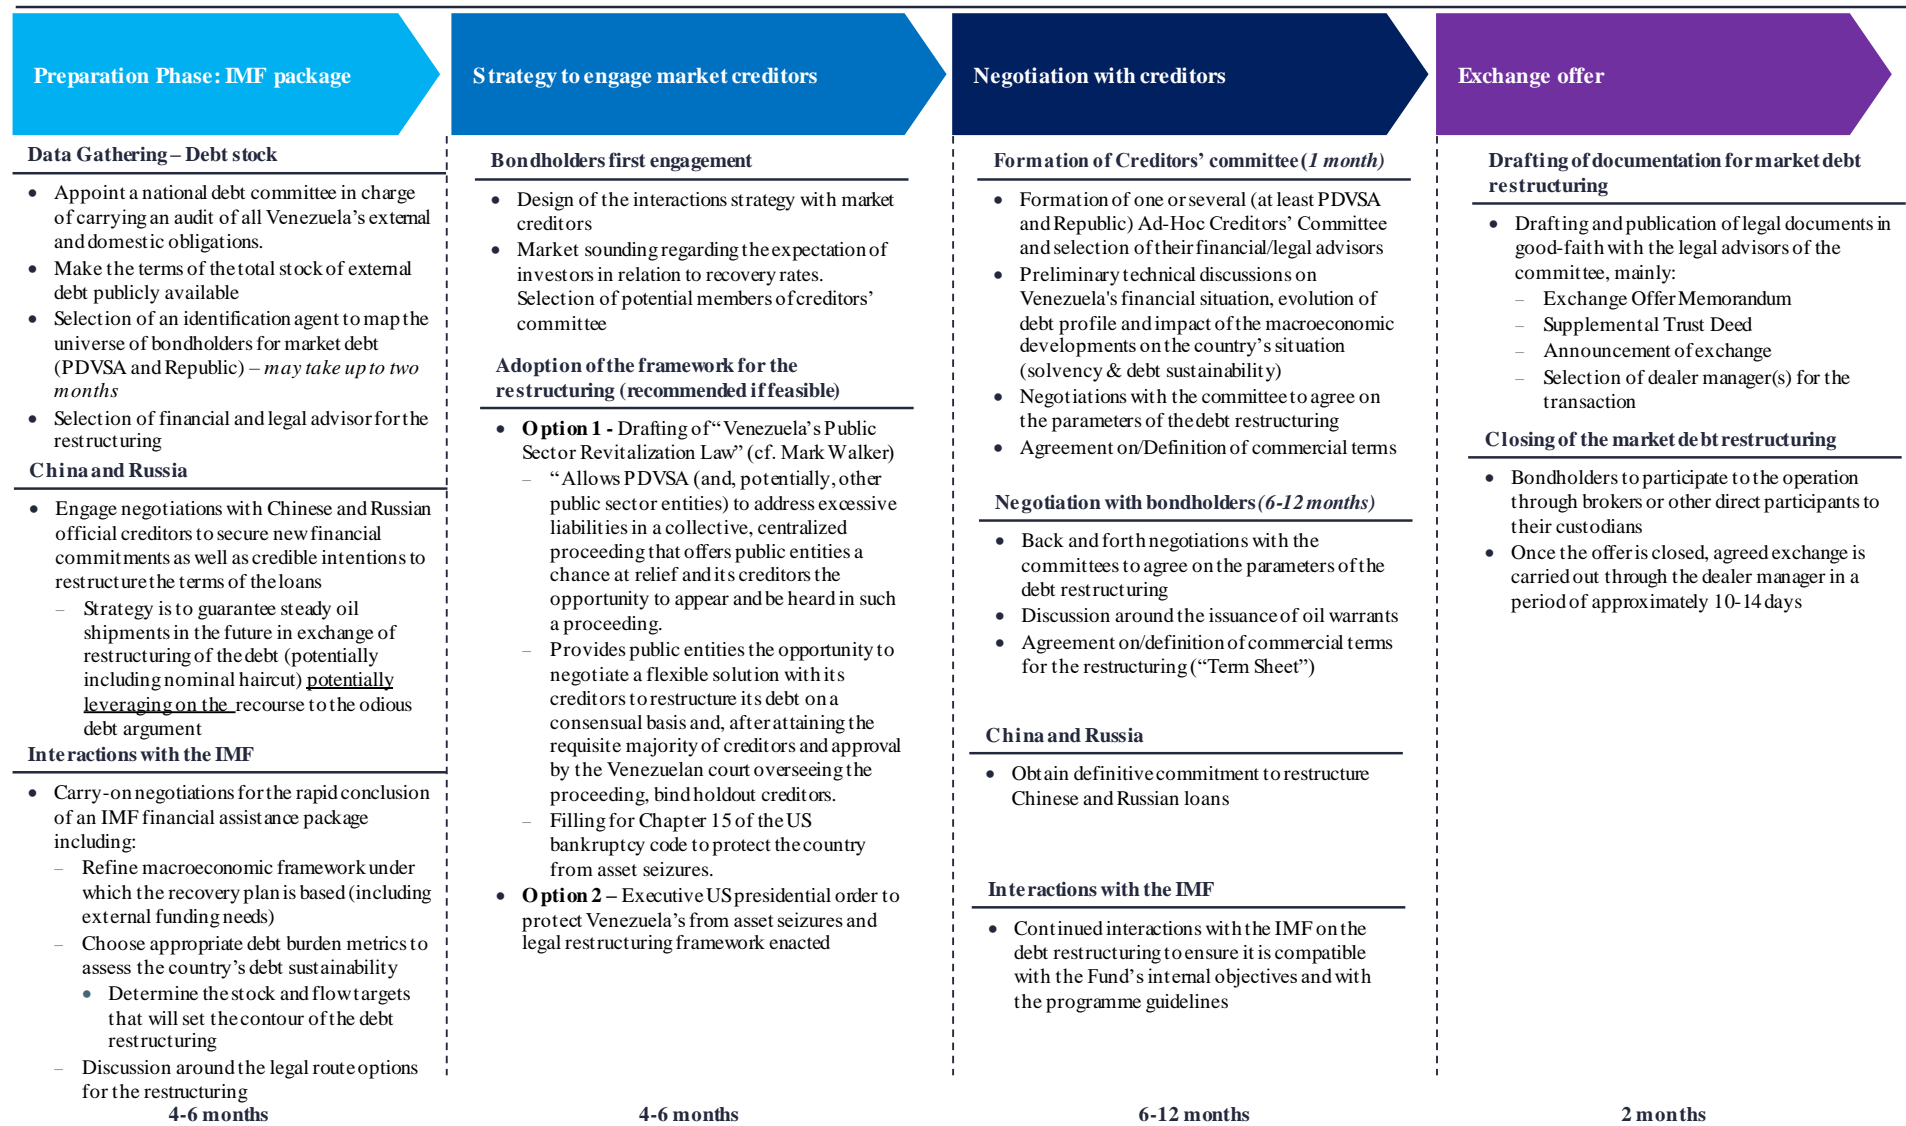 Preparation Phase: IMF package
Data Gathering – Debt stock
• Appoint a national debt committee in charge
of carrying an audit of all Venezuela's external
and domestic obligations.
• Make the terms of the total stock of external
debt publicly available
• Selection of an identification agent to map the
universe of bondholders for market debt
(PDVSA and Republic) – may take up to two
months
• Selection of financial and legal advisor for the
restructuring
China and Russia
• Engage negotiations with Chinese and Russian
official creditors to secure new financial
commitments as well as credible intentions to
restructure the terms of the loans
– Strategy is to guarantee steady oil
shipments in the future in exchange of
restructuring of the debt (potentially
including nominal haircut) potentially
leveraging on the recourse to the odious
debt argument
Interactions with the IMF
• Carry-on negotiations for the rapid conclusion
of an IMF financial assistance package
including:
– Refine macroeconomic framework under
which the recovery plan is based (including
external funding needs)
– Choose appropriate debt burden metrics to
assess the country's debt sustainability
• Determine the stock and flow targets
that will set the contour of the debt
restructuring
– Discussion around the legal route options
for the restructuring
4-6 months
Strategy to engage market creditors
Bondholders first engagement
• Design of the interactions strategy with market
creditors
• Market sounding regarding the expectation of
investors in relation to recovery rates.
Selection of potential members of creditors'
committee
Adoption of the framework for the
restructuring (recommended if feasible)
• Option 1 - Drafting of "Venezuela's Public
Sector Revitalization Law" (cf. Mark Walker)
– "Allows PDVSA (and, potentially, other
public sector entities) to address excessive
liabilities in a collective, centralized
proceeding that offers public entities a
chance at relief and its creditors the
opportunity to appear and be heard in such
a proceeding.
– Provides public entities the opportunity to
negotiate a flexible solution with its
creditors to restructure its debt on a
consensual basis and, after attaining the
requisite majority of creditors and approval
by the Venezuelan court overseeing the
proceeding, bind holdout creditors.
– Filling for Chapter 15 of the US
bankruptcy code to protect the country
from asset seizures.
• Option 2 – Executive US presidential order to
protect Venezuela's from asset seizures and
legal restructuring framework enacted
4-6 months
Negotiation with creditors
Formation of Creditors' committee (1 month)
• Formation of one or several (at least PDVSA
and Republic) Ad-Hoc Creditors' Committee
and selection of their financial/legal advisors
• Preliminary technical discussions on
Venezuela's financial situation, evolution of
debt profile and impact of the macroeconomic
developments on the country's situation
(solvency & debt sustainability)
• Negotiations with the committee to agree on
the parameters of the debt restructuring
• Agreement on/Definition of commercial terms
Negotiation with bondholders (6-12 months)
• Back and forth negotiations with the
committees to agree on the parameters of the
debt restructuring
• Discussion around the issuance of oil warrants
• Agreement on/definition of commercial terms
for the restructuring ("Term Sheet")
China and Russia
• Obtain definitive commitment to restructure
Chinese and Russian loans
Interactions with the IMF
• Continued interactions with the IMF on the
debt restructuring to ensure it is compatible
with the Fund's internal objectives and with
the programme guidelines
6-12 months
Exchange offer
Drafting of documentation for market debt
restructuring
• Drafting and publication of legal documents in
good-faith with the legal advisors of the
committee, mainly:
– Exchange Offer Memorandum
– Supplemental Trust Deed
– Announcement of exchange
– Selection of dealer manager(s) for the
transaction
Closing of the market debt restructuring
• Bondholders to participate to the operation
through brokers or other direct participants to
their custodians
• Once the offer is closed, agreed exchange is
carried out through the dealer manager in a
period of approximately 10-14 days
2 months